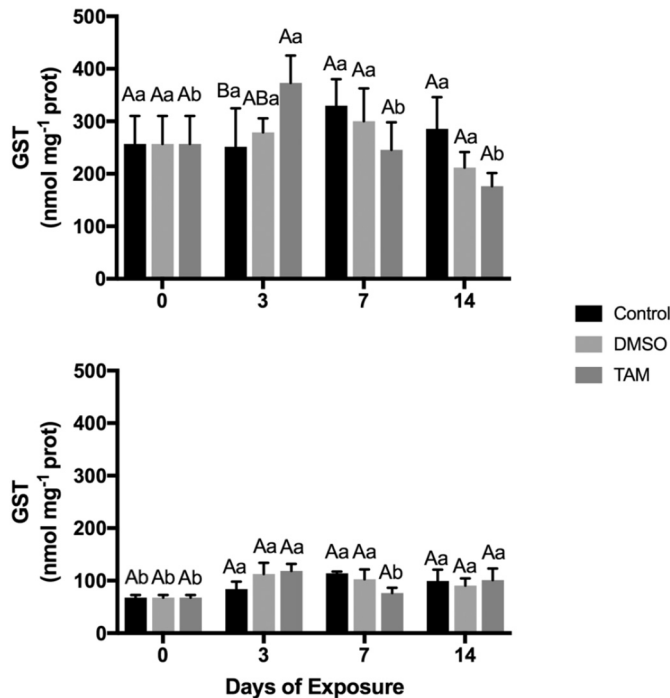 500
Aa
400
Aa Aa Aa
Aa Aa Ab Ba ABa Ab
300
Aa
200
Ab
100
0
GST
(nmol mg-1 prot)
0 3 7 14
Control
DMSO
TAM
500
400
300
200
Aa Aa Aa Aa Aa Aa Aa
Ab Ab Ab Aa Ab
100
0
GST
(nmol mg-1 prot)
0 3 7 14
Days of Exposure